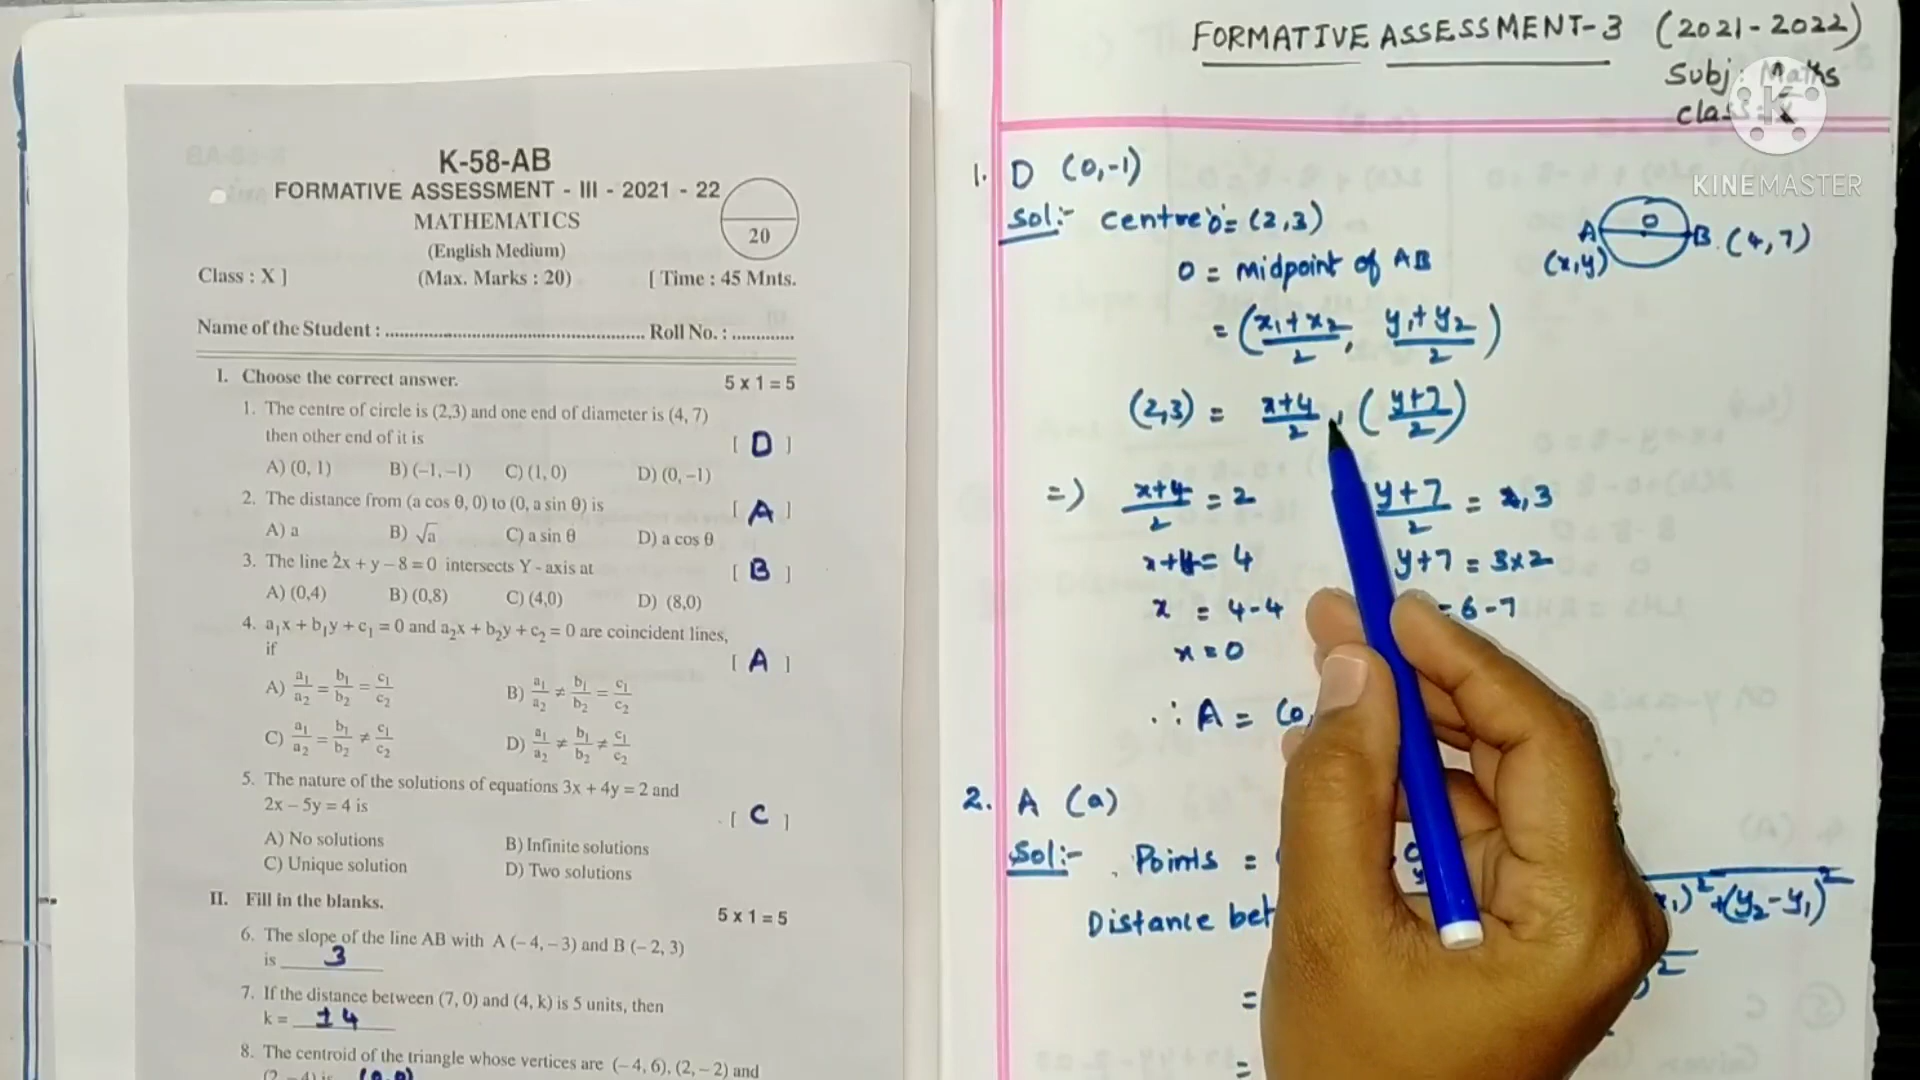 K-58-AB
FORMATIVE ASSESSMENT - III - 2021 - 22
MATHEMATICS
20
(English Medium)
Class : X ] (Max. Marks : 20) [ Time : 45 Mnts.
Name of the Student : ................................................... Roll No. : .............
I. Choose the correct answer. 5 x 1 = 5
1. The centre of circle is (2,3) and one end of diameter is (4, 7)
then other end of it is [ D ]
A) (0, 1) B) (−1, −1) C) (1, 0) D) (0, −1)
2. The distance from (a cos θ, 0) to (0, a sin θ) is [ A ]
A) a B) √a C) a sin θ D) a cos θ
3. The line 2x + y − 8 = 0 intersects Y - axis at [ B ]
A) (0,4) B) (0,8) C) (4,0) D) (8,0)
4. a₁x + b₁y + c₁ = 0 and a₂x + b₂y + c₂ = 0 are coincident lines,
if [ A ]
A) a₁/a₂ = b₁/b₂ = c₁/c₂ B) a₁/a₂ ≠ b₁/b₂ = c₁/c₂
C) a₁/a₂ = b₁/b₂ ≠ c₁/c₂ D) a₁/a₂ ≠ b₁/b₂ ≠ c₁/c₂
5. The nature of the solutions of equations 3x + 4y = 2 and
2x − 5y = 4 is [ C ]
A) No solutions B) Infinite solutions
C) Unique solution D) Two solutions
II. Fill in the blanks. 5 x 1 = 5
6. The slope of the line AB with A (− 4, − 3) and B (− 2, 3)
is 3
7. If the distance between (7, 0) and (4, k) is 5 units, then
k = ±4
8. The centroid of the triangle whose vertices are (− 4, 6), (2, − 2) and
(2, − 4) is (0,0)
FORMATIVE ASSESSMENT-3 (2021-2022)
Subj: Maths
class: X
KINEMASTER
1. D (0,-1)
Sol:- centre 'o' = (2,3)
A O B (4,7)
(x,y)
O = midpoint of AB
= (x₁+x₂/2, y₁+y₂/2)
(2,3) = x+4/2, (y+7/2)
=) x+4/2 = 2 y+7/2 = 3
x+4 = 4 y+7 = 3x2
x = 4-4 = 6-7
x = 0
∴ A = (0,
2. A (a)
Sol:- Points =
Distance bet x₁)²+(y₂-y₁)²
=
=